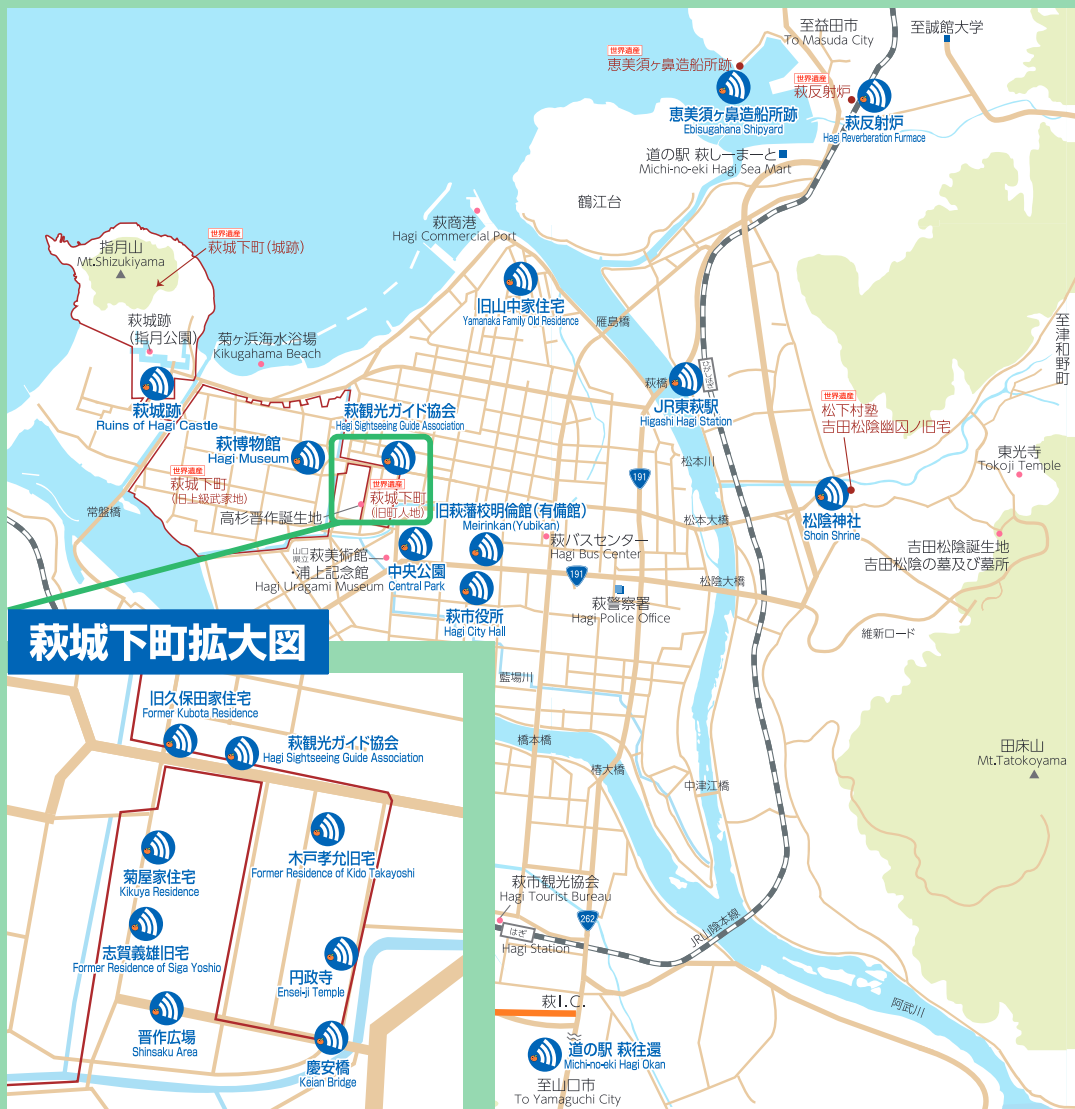 至益田市
To Masuda City
至誠館大学
世界遺産
恵美須ヶ鼻造船所跡
恵美須ヶ鼻造船所跡
Ebisugahana Shipyard
世界遺産
萩反射炉
萩反射炉
Hagi Reverberation Furnace
道の駅 萩しーまーと
Michi-no-eki Hagi Sea Mart
鶴江台
萩商港
Hagi Commercial Port
指月山
Mt.Shizukiyama
世界遺産
萩城下町(城跡)
萩城跡
(指月公園)
菊ヶ浜海水浴場
Kikugahama Beach
萩城跡
Ruins of Hagi Castle
旧山中家住宅
Yamanaka Family Old Residence
雁島橋
萩橋
ひがしはぎ
JR東萩駅
Higashi Hagi Station
至津和野町
萩観光ガイド協会
Hagi Sightseeing Guide Association
萩博物館
Hagi Museum
世界遺産
萩城下町
(旧上級武家地)
世界遺産
萩城下町
(旧町人地)
高杉晋作誕生地
常盤橋
旧萩藩校明倫館(有備館)
Meirinkan(Yubikan)
191
松本川
松本大橋
世界遺産
松下村塾
吉田松陰幽囚ノ旧宅
松陰神社
Shoin Shrine
東光寺
Tokoji Temple
吉田松陰誕生地
吉田松陰の墓及び墓所
山口県立
萩美術館
・浦上記念館
Hagi Uragami Museum
中央公園
Central Park
萩バスセンター
Hagi Bus Center
191
萩市役所
Hagi City Hall
萩警察署
Hagi Police Office
松陰大橋
維新ロード
藍場川
橋本橋
椿大橋
中津江橋
田床山
Mt.Tatokoyama
萩市観光協会
Hagi Tourist Bureau
はぎ
Hagi Station
262
JR山陰本線
阿武川
萩I.C.
道の駅 萩往還
Michi-no-eki Hagi Okan
至山口市
To Yamaguchi City
萩城下町拡大図
旧久保田家住宅
Former Kubota Residence
萩観光ガイド協会
Hagi Sightseeing Guide Association
菊屋家住宅
Kikuya Residence
木戸孝允旧宅
Former Residence of Kido Takayoshi
志賀義雄旧宅
Former Residence of Siga Yoshio
円政寺
Ensei-ji Temple
晋作広場
Shinsaku Area
慶安橋
Keian Bridge